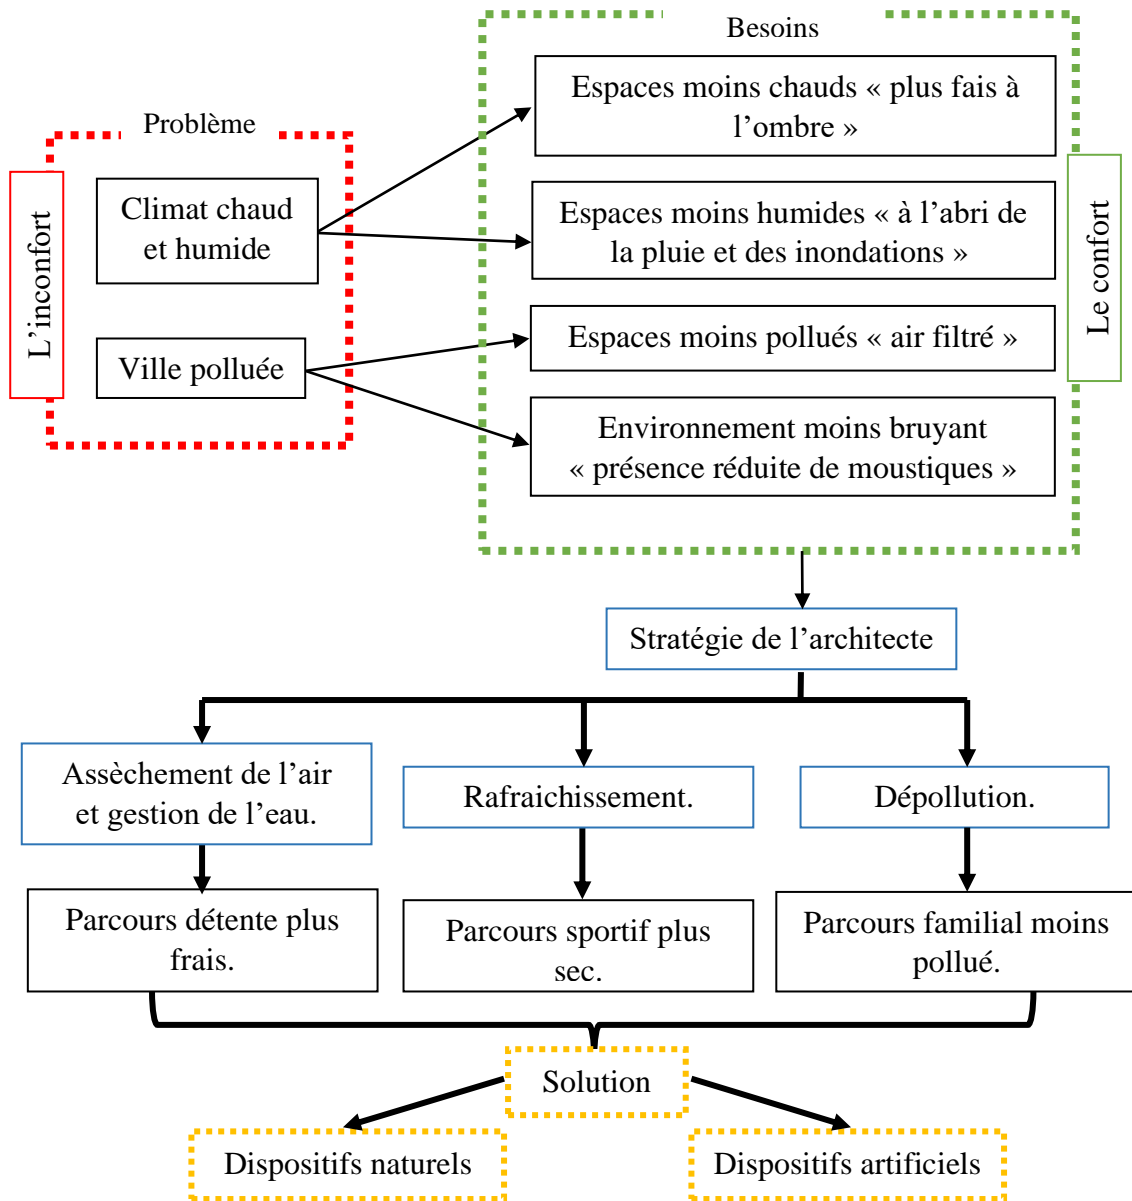 Besoins
Espaces moins chauds « plus fais à
l’ombre »
Problème
L’inconfort
Climat chaud
et humide
Espaces moins humides « à l’abri de
la pluie et des inondations »
Le confort
Ville polluée
Espaces moins pollués « air filtré »
Environnement moins bruyant
« présence réduite de moustiques »
Stratégie de l’architecte
Assèchement de l’air
et gestion de l’eau.
Rafraichissement.
Dépollution.
Parcours détente plus
frais.
Parcours sportif plus
sec.
Parcours familial moins
pollué.
Solution
Dispositifs naturels
Dispositifs artificiels